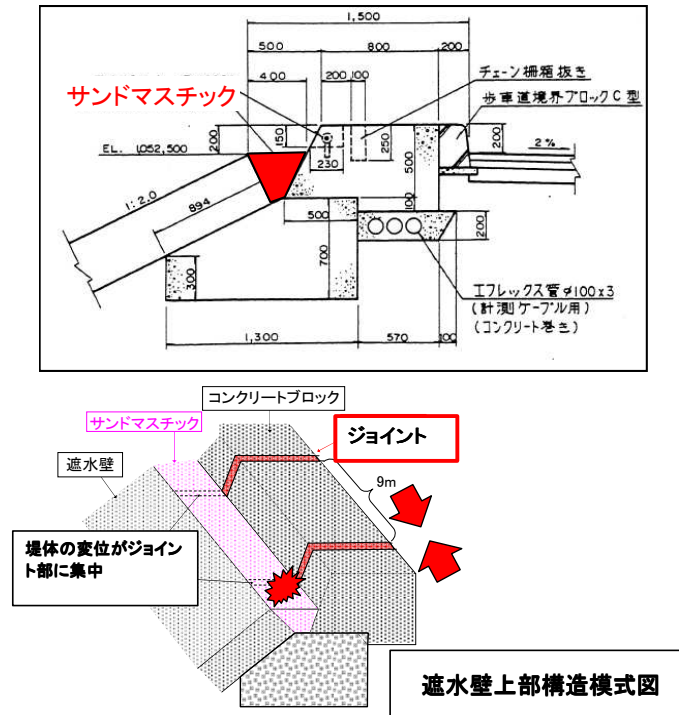 1,500
500
800
200
400
200
100
チェーン柵箱抜き
サンドマスチック
歩車道境界ブロックC型
200
150
250
200
2%
EL. 1,052,500
230
500
1:2.0
894
100
500
200
300
700
エフレックス管φ100×3
(計測ケーブル用)
(コンクリート巻き)
1,300
570
100
コンクリートブロック
サンドマスチック
ジョイント
遮水壁
9m
堤体の変位がジョイント
ト部に集中
遮水壁上部構造模式図